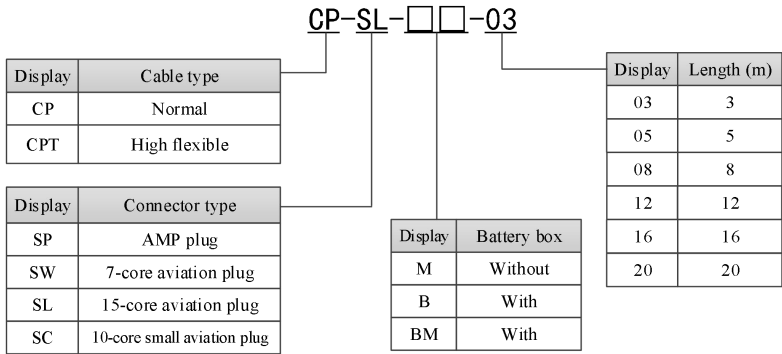 CP-SL-□□-03
Display Cable type
CP Normal
CPT High flexible
Display Connector type
SP AMP plug
SW 7-core aviation plug
SL 15-core aviation plug
SC 10-core small aviation plug
Display Battery box
M Without
B With
BM With
Display Length (m)
03 3
05 5
08 8
12 12
16 16
20 20